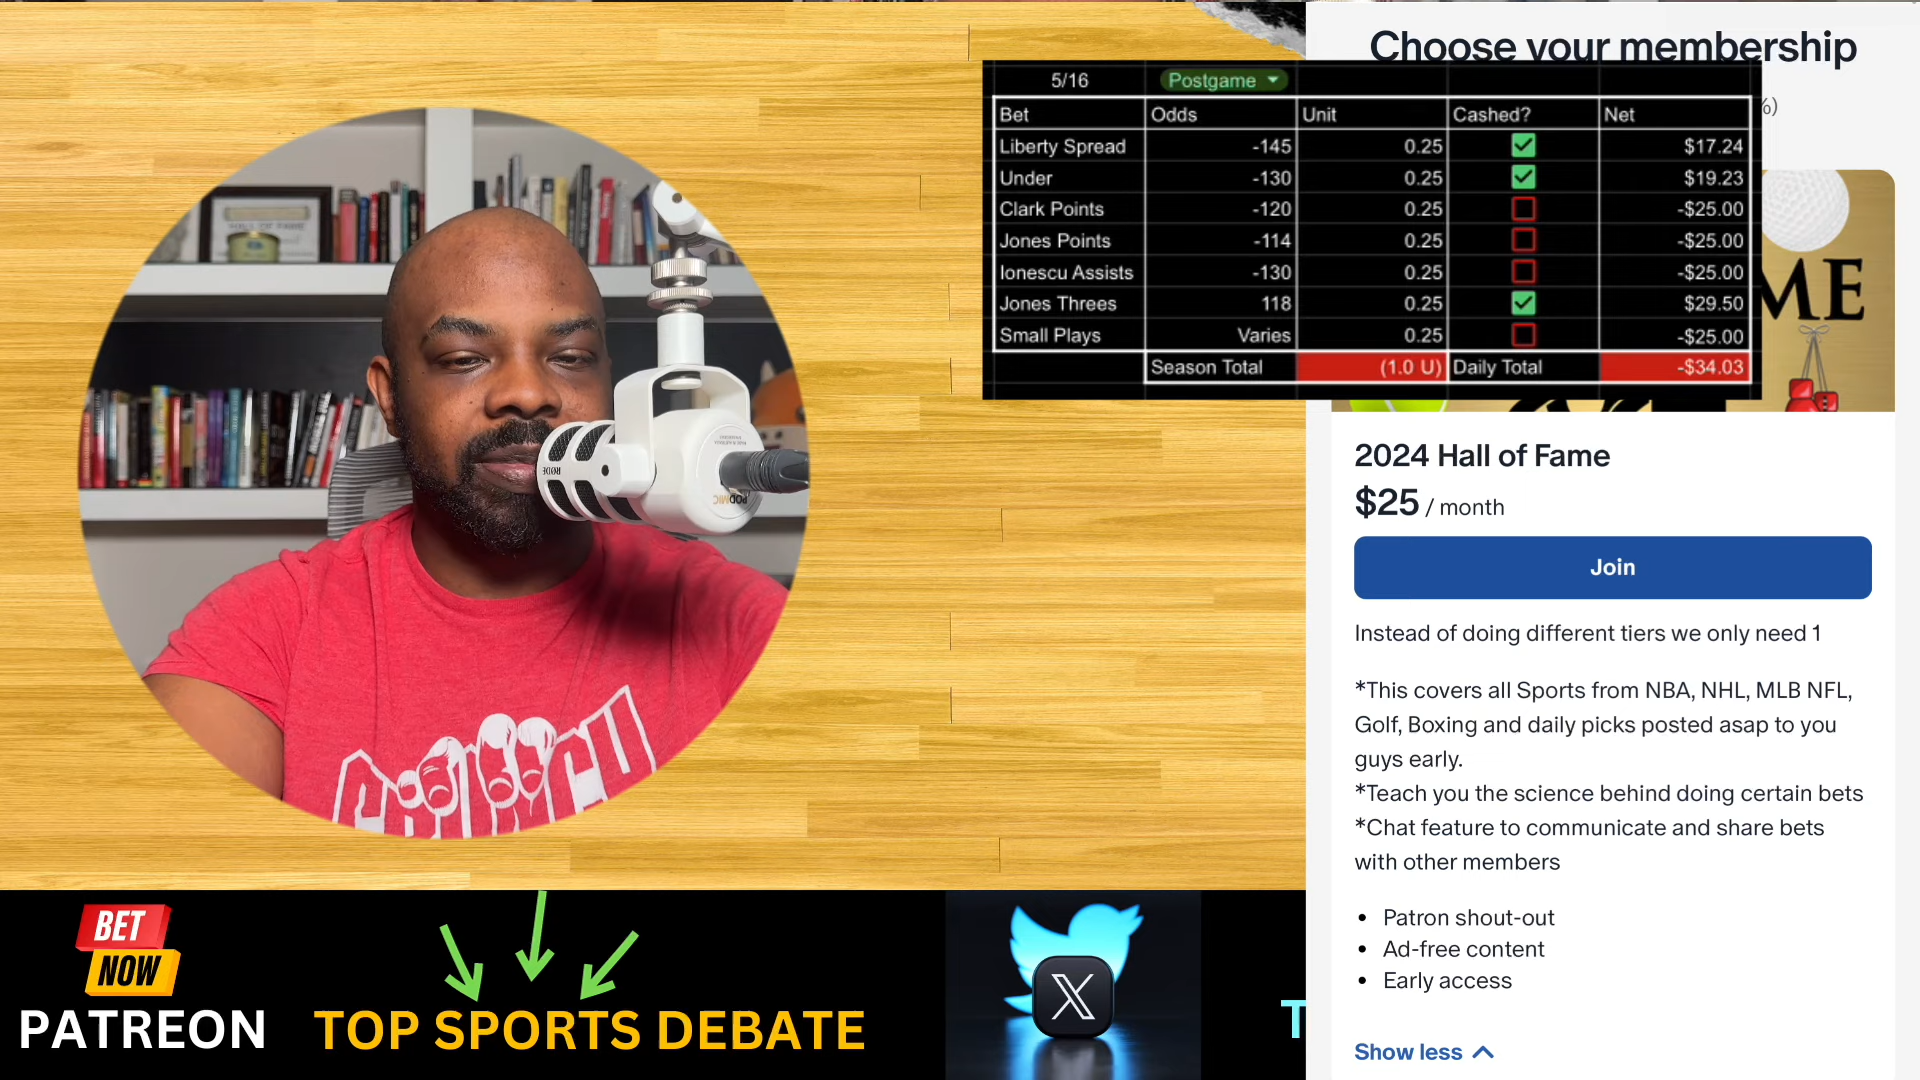 Choose your membership
%)
5/16 Postgame
Bet Odds Unit Cashed? Net
Liberty Spread -145 0.25 $17.24
Under -130 0.25 $19.23
Clark Points -120 0.25 -$25.00
Jones Points -114 0.25 -$25.00
Ionescu Assists -130 0.25 -$25.00
Jones Threes 118 0.25 $29.50
Small Plays Varies 0.25 -$25.00
Season Total (1.0 U) Daily Total -$34.03
ME
2024 Hall of Fame
$25 / month
Join
Instead of doing different tiers we only need 1
*This covers all Sports from NBA, NHL, MLB NFL,
Golf, Boxing and daily picks posted asap to you
guys early.
*Teach you the science behind doing certain bets
*Chat feature to communicate and share bets
with other members
• Patron shout-out
• Ad-free content
• Early access
Show less
RØDE
PODMIC
BET
NOW
PATREON
TOP SPORTS DEBATE
X
T